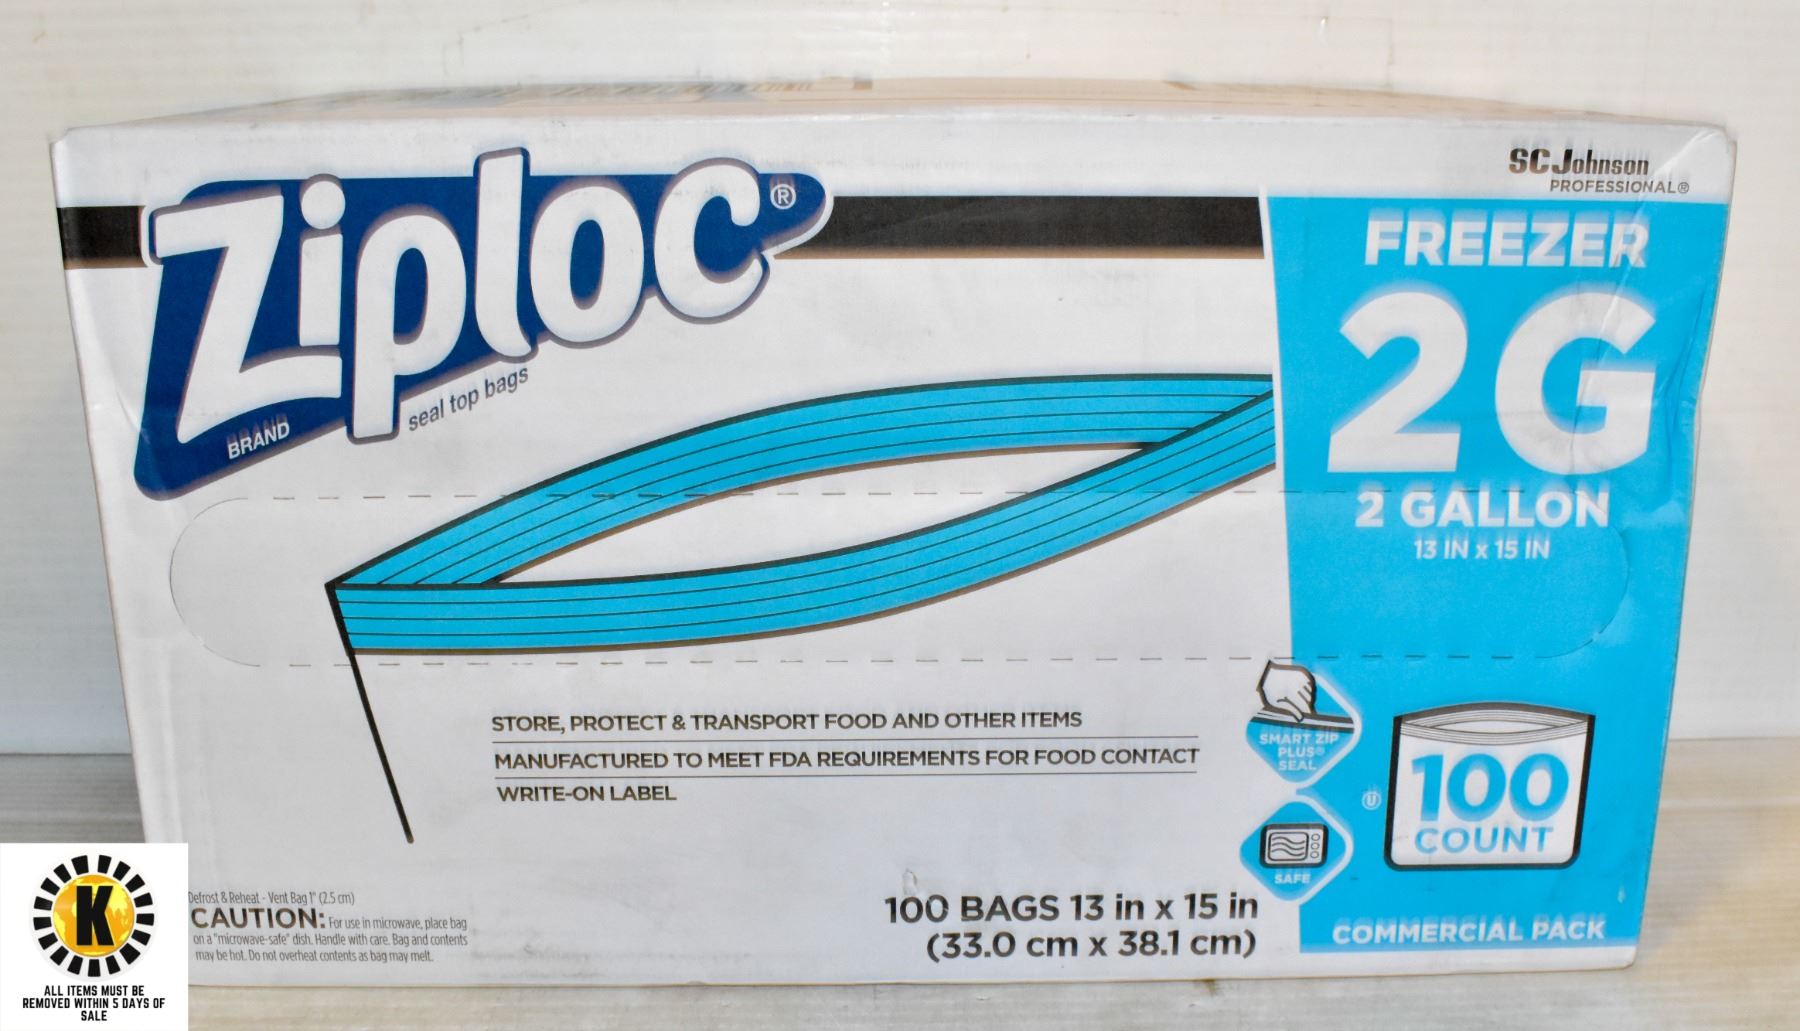 SC Johnson
PROFESSIONAL®
Ziploc®
BRAND
seal top bags
FREEZER
2G
2 GALLON
13 IN x 15 IN
STORE, PROTECT & TRANSPORT FOOD AND OTHER ITEMS
MANUFACTURED TO MEET FDA REQUIREMENTS FOR FOOD CONTACT
WRITE-ON LABEL
SMART ZIP
PLUS®
SEAL
U
100
COUNT
SAFE
Defrost & Reheat - Vent Bag 1" (2.5 cm)
CAUTION: For use in microwave, place bag
on a "microwave-safe" dish. Handle with care. Bag and contents
may be hot. Do not overheat contents as bag may melt.
100 BAGS 13 in x 15 in
(33.0 cm x 38.1 cm)
COMMERCIAL PACK
K
ALL ITEMS MUST BE
REMOVED WITHIN 5 DAYS OF
SALE